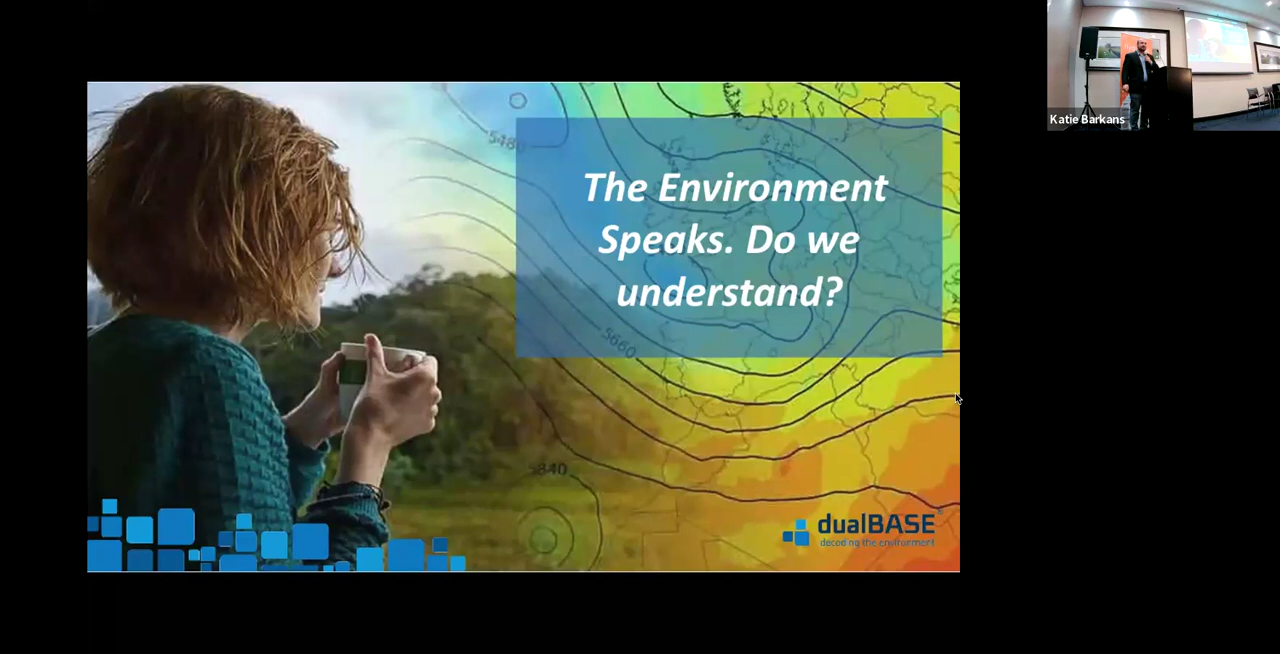 Katie Barkans
The Environment
Speaks. Do we
understand?
5480
5660
5840
dualBASE®
decoding the environment